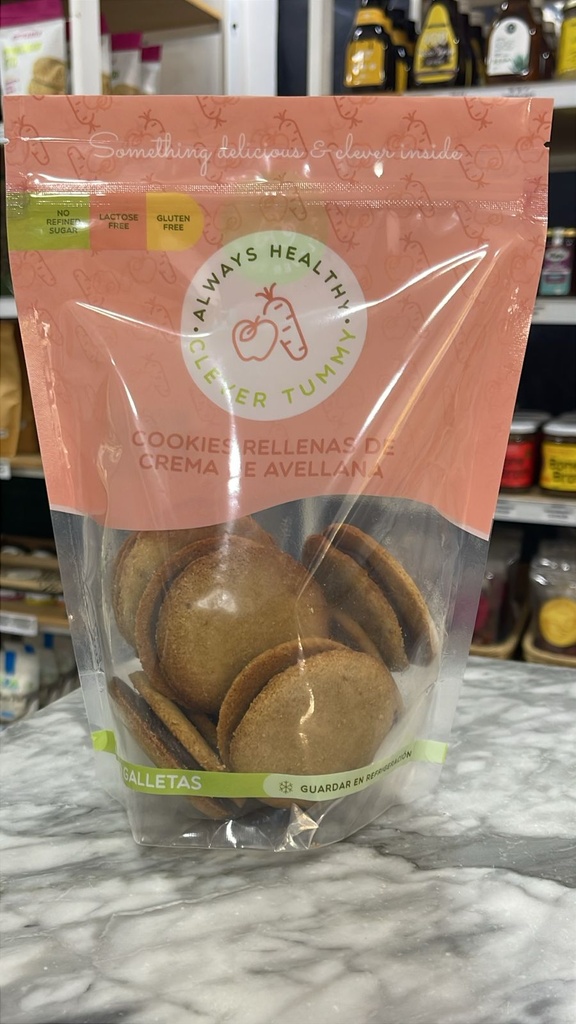 Something delicious & clever inside
NO
REFINED
SUGAR
LACTOSE
FREE
GLUTEN
FREE
ALWAYS HEALTHY
CLEVER TUMMY
COOKIES RELLENAS DE
CREMA DE AVELLANA
GALLETAS
GUARDAR EN REFRIGERACIÓN